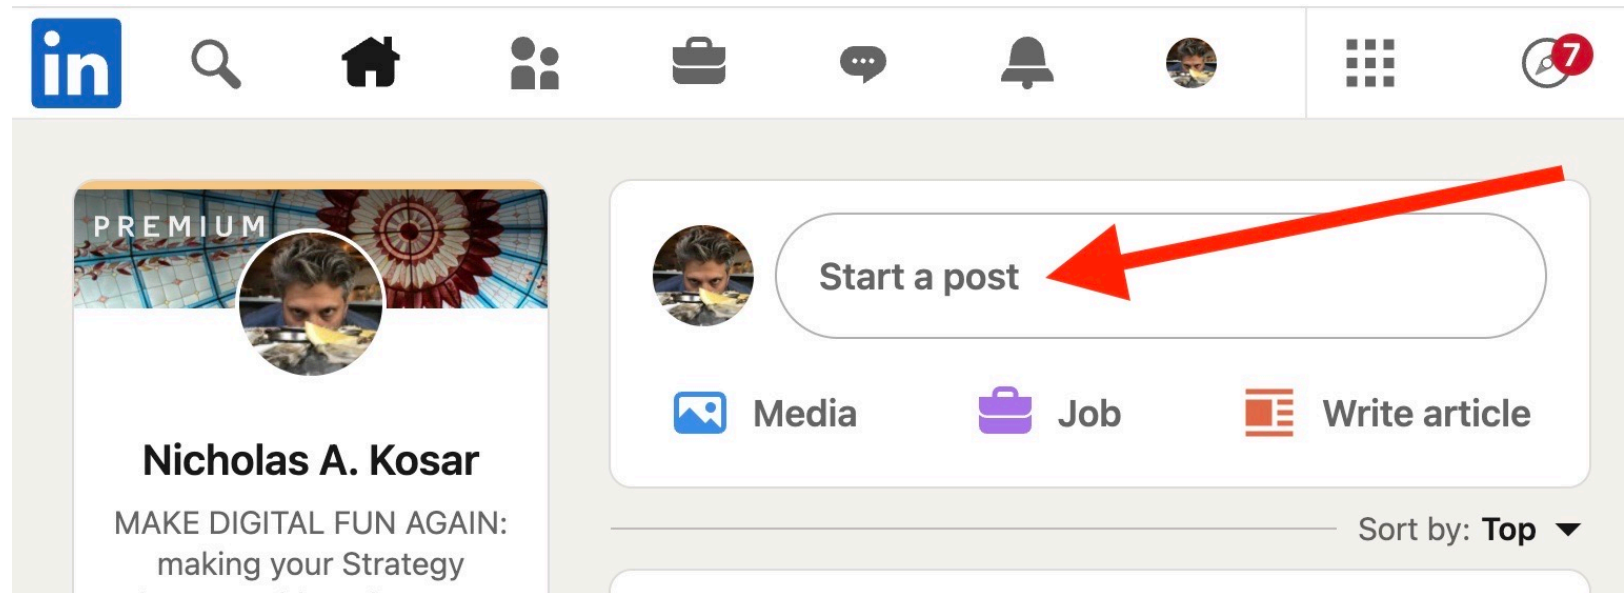 in
7
PREMIUM
Start a post
Media
Job
Write article
Nicholas A. Kosar
MAKE DIGITAL FUN AGAIN:
making your Strategy
Sort by: Top